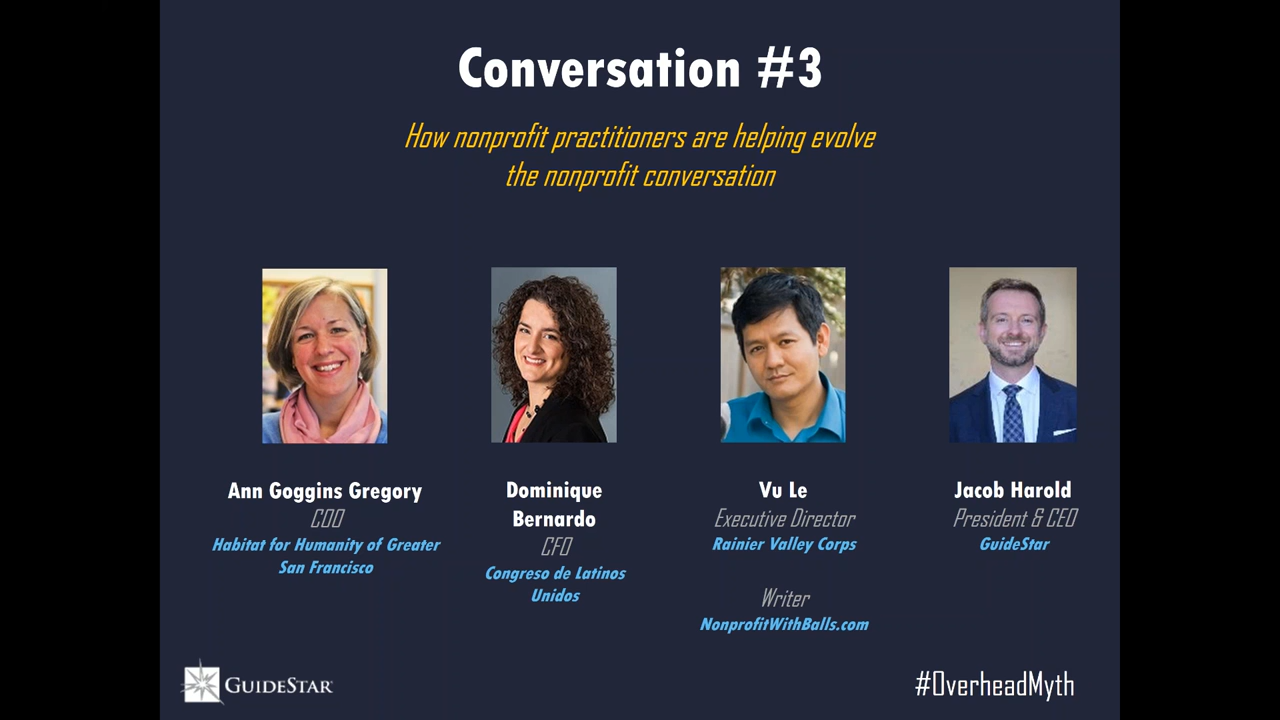 Conversation #3
How nonprofit practitioners are helping evolve
the nonprofit conversation
Ann Goggins Gregory
COO
Habitat for Humanity of Greater
San Francisco
Dominique
Bernardo
CFO
Congreso de Latinos
Unidos
Vu Le
Executive Director
Rainier Valley Corps
Writer
NonprofitWithBalls.com
Jacob Harold
President & CEO
GuideStar
GUIDESTAR
#OverheadMyth